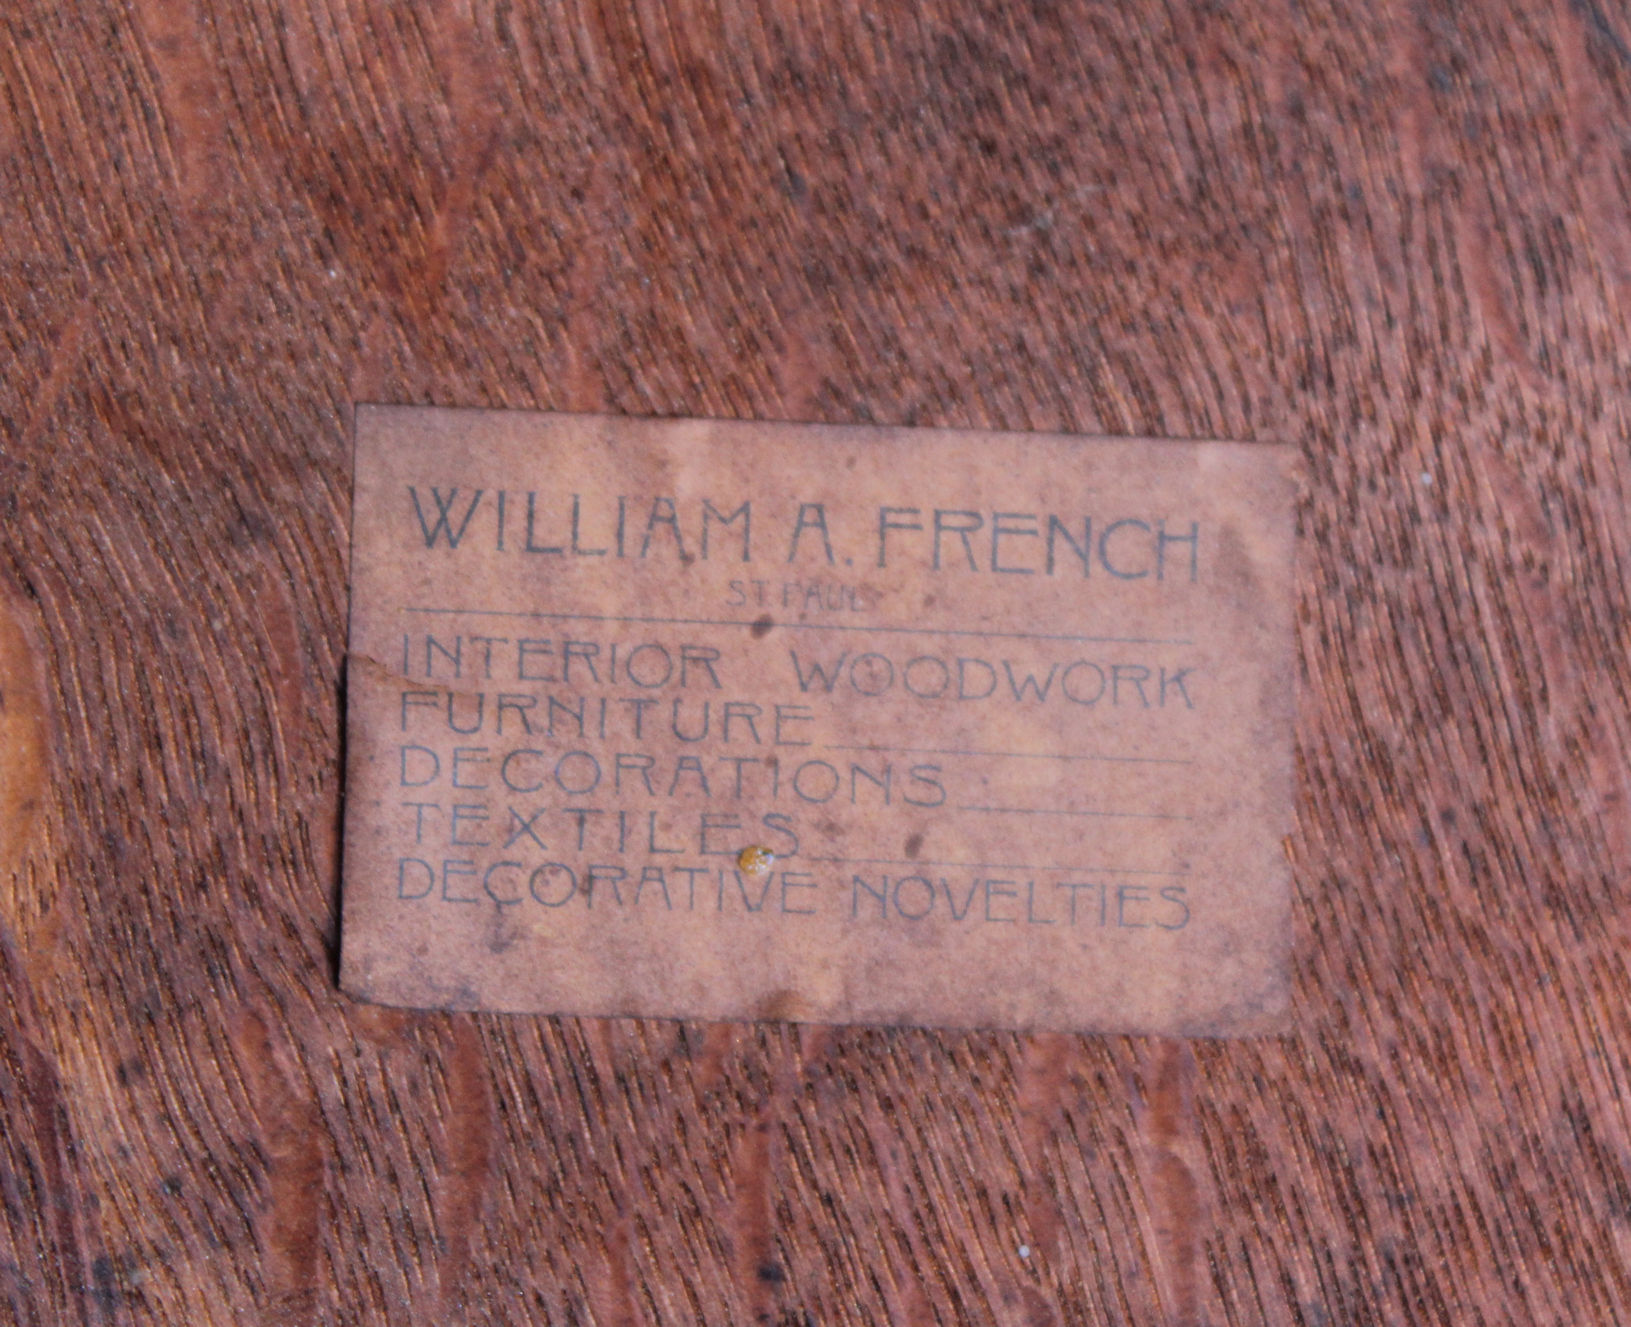 WILLIAM A. FRENCH
ST. PAUL
INTERIOR WOODWORK
FURNITURE
DECORATIONS
TEXTILES
DECORATIVE NOVELTIES